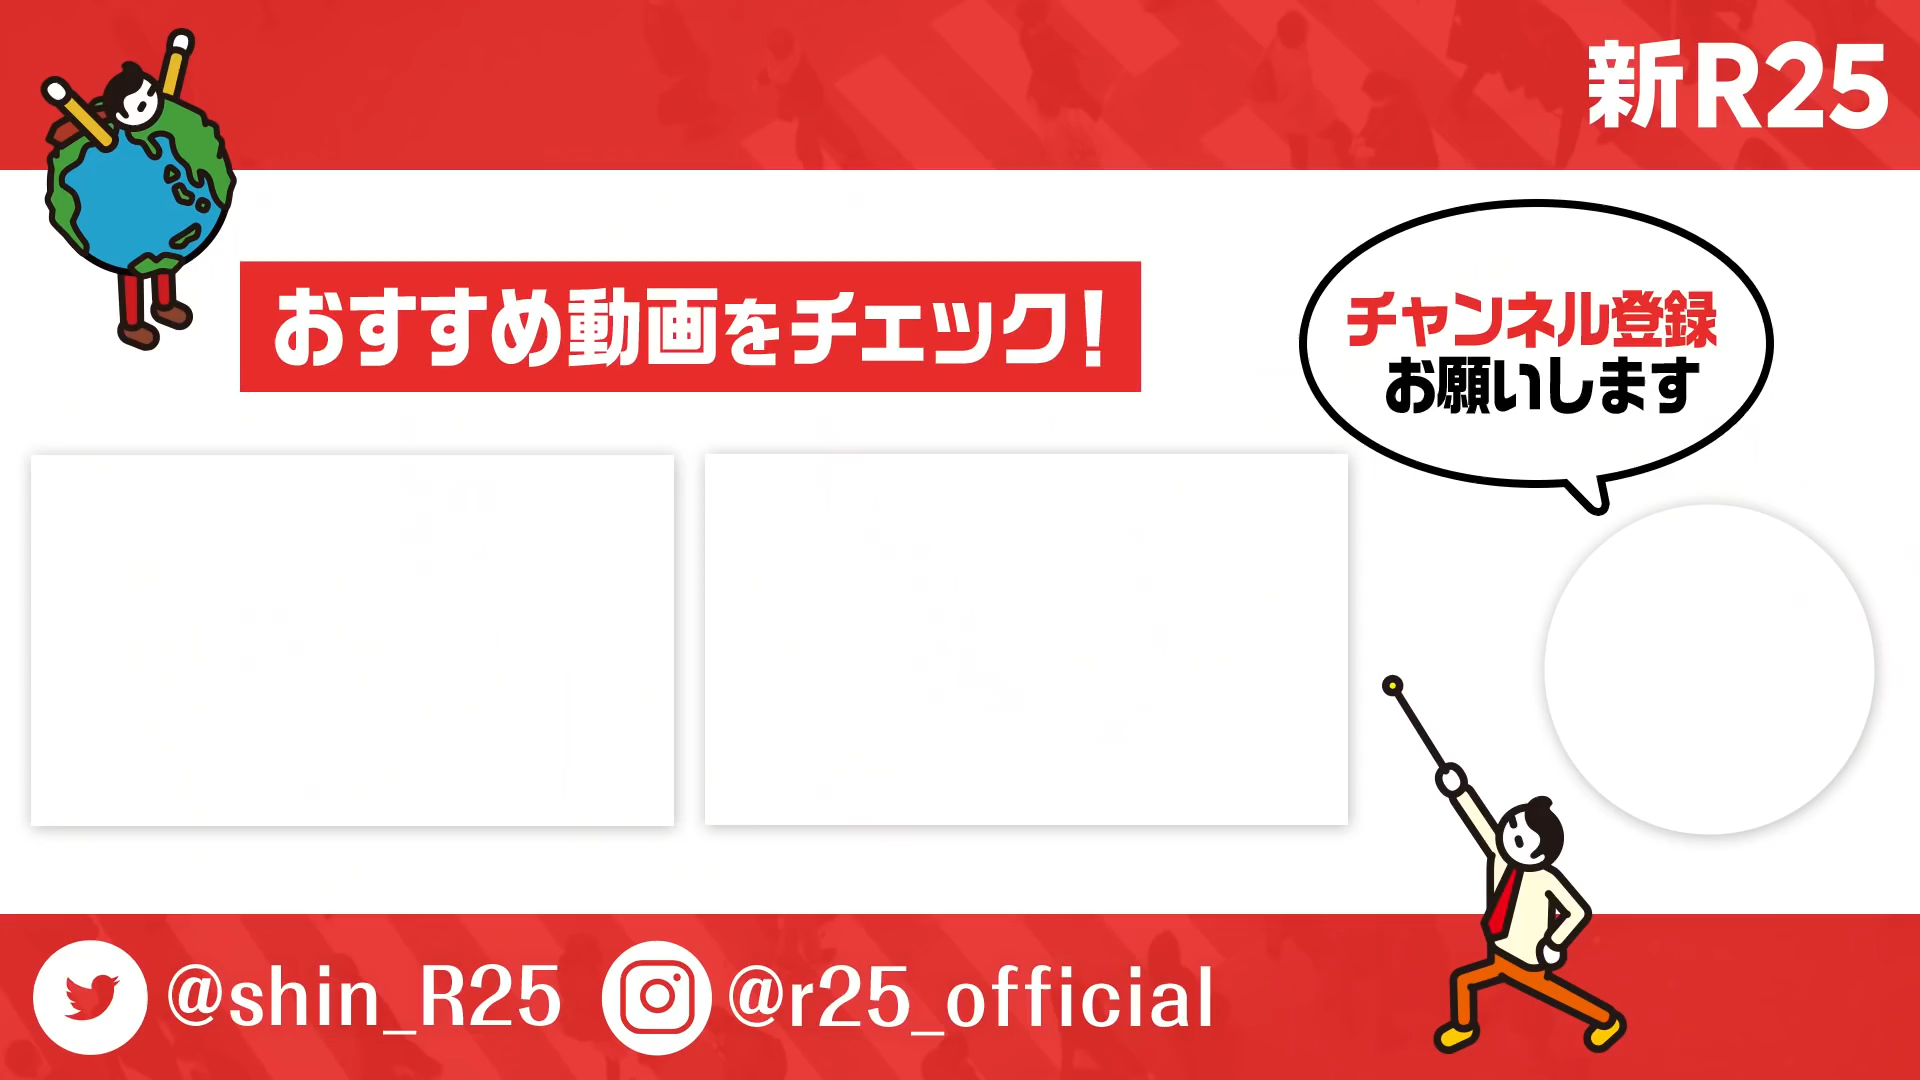 新R25
おすすめ動画をチェック!
チャンネル登録
お願いします
@shin_R25
@r25_official